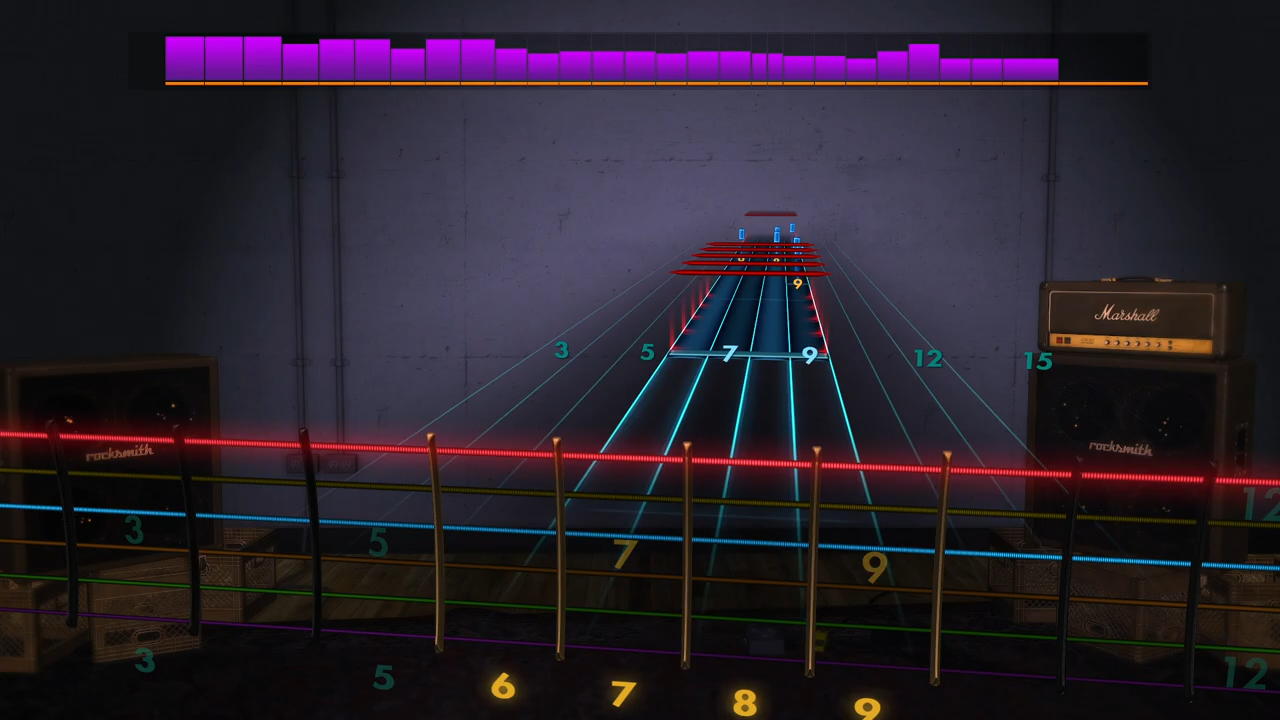 9
3 5 7 9 12 15
Marshall
rocksmith
rocksmith
3 5 7 9 12
3 5 6 7 8 9 12